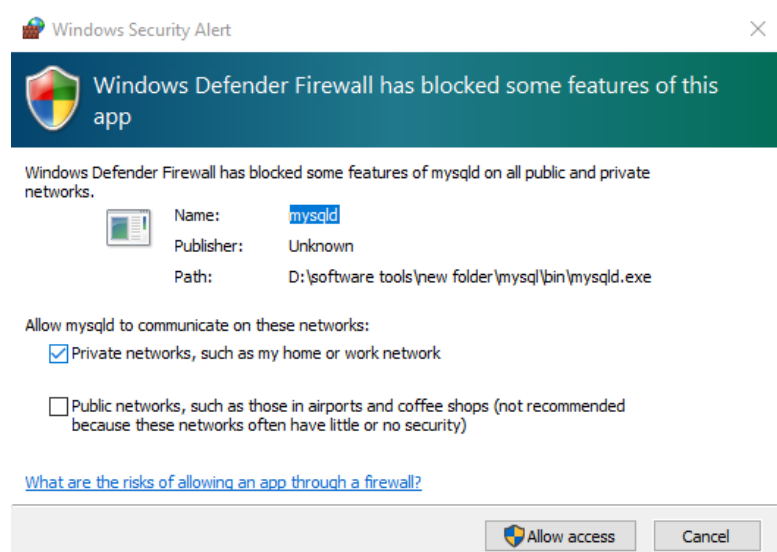 Windows Security Alert
Windows Defender Firewall has blocked some features of this
app
Windows Defender Firewall has blocked some features of mysqld on all public and private
networks.
Name: mysqld
Publisher: Unknown
Path: D:\software tools\new folder\mysql\bin\mysqld.exe
Allow mysqld to communicate on these networks:
Private networks, such as my home or work network
Public networks, such as those in airports and coffee shops (not recommended
because these networks often have little or no security)
What are the risks of allowing an app through a firewall?
Allow access Cancel